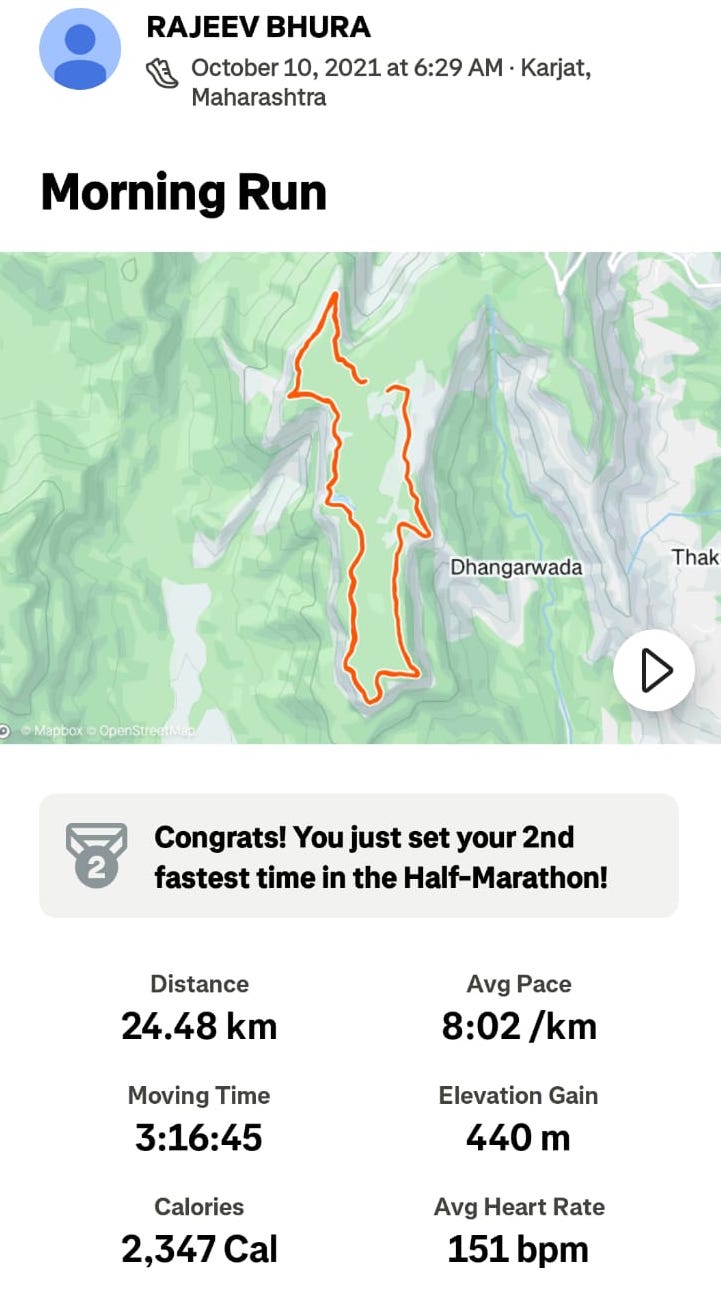 RAJEEV BHURA
October 10, 2021 at 6:29 AM · Karjat,
Maharashtra
Morning Run
Dhangarwada
Thak
© Mapbox © OpenStreetMap
2
Congrats! You just set your 2nd
fastest time in the Half-Marathon!
Distance
24.48 km
Avg Pace
8:02 /km
Moving Time
3:16:45
Elevation Gain
440 m
Calories
2,347 Cal
Avg Heart Rate
151 bpm